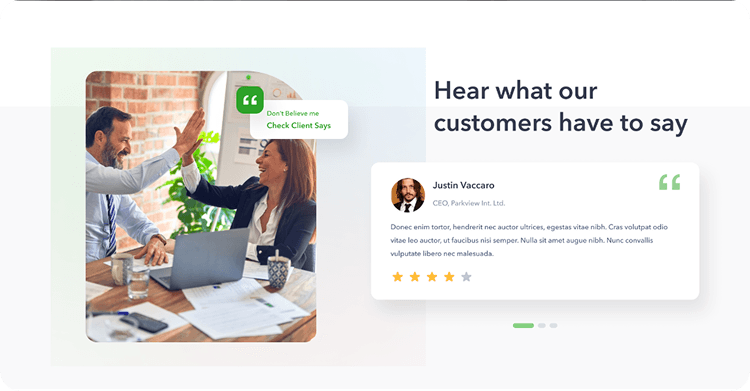 Don't Believe me
Check Client Says
Hear what our
customers have to say
Justin Vaccaro
CEO, Parkview Int. Ltd.
Donec enim tortor, hendrerit nec auctor ultrices, egestas vitae nibh. Cras volutpat odio
vitae leo auctor, ut faucibus nisi semper. Nulla sit amet augue nibh. Nunc convallis
vulputate libero nec malesuada.